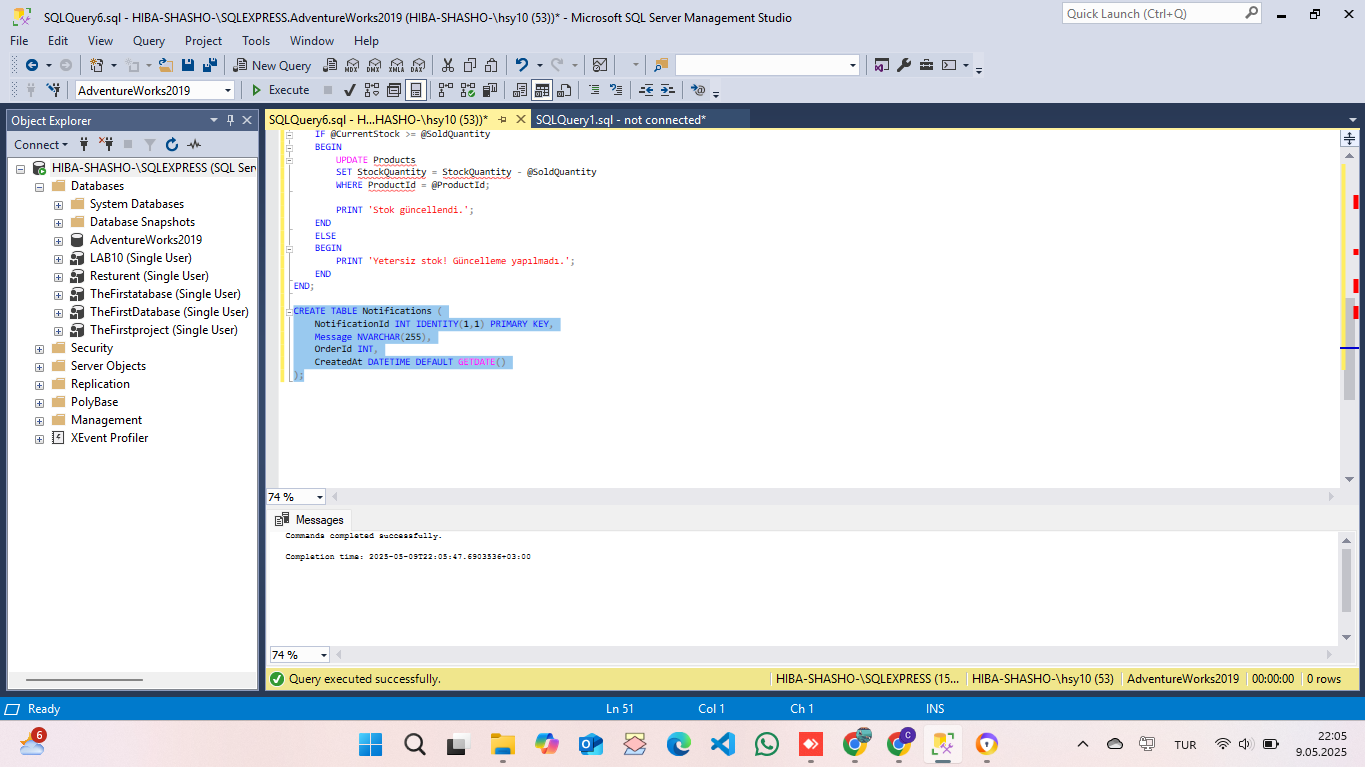 SQLQuery6.sql - HIBA-SHASHO-\SQLEXPRESS.AdventureWorks2019 (HIBA-SHASHO-\hsy10 (53))* - Microsoft SQL Server Management Studio
Quick Launch (Ctrl+Q)
File Edit View Query Project Tools Window Help
New Query MDX DMX XMLA DAX
AdventureWorks2019 Execute
Object Explorer
SQLQuery6.sql - H...HASHO-\hsy10 (53))* SQLQuery1.sql - not connected*
Connect
HIBA-SHASHO-\SQLEXPRESS (SQL Ser
Databases
System Databases
Database Snapshots
AdventureWorks2019
LAB10 (Single User)
Resturent (Single User)
TheFirstatabase (Single User)
TheFirstDatabase (Single User)
TheFirstproject (Single User)
Security
Server Objects
Replication
PolyBase
Management
XEvent Profiler
IF @CurrentStock >= @SoldQuantity
BEGIN
UPDATE Products
SET StockQuantity = StockQuantity - @SoldQuantity
WHERE ProductId = @ProductId;
PRINT 'Stok güncellendi.';
END
ELSE
BEGIN
PRINT 'Yetersiz stok! Güncelleme yapılmadı.';
END
END;
CREATE TABLE Notifications (
NotificationId INT IDENTITY(1,1) PRIMARY KEY,
Message NVARCHAR(255),
OrderId INT,
CreatedAt DATETIME DEFAULT GETDATE()
);
74 %
Messages
Commands completed successfully.
Completion time: 2025-05-09T22:05:47.6903536+03:00
74 %
Query executed successfully. HIBA-SHASHO-\SQLEXPRESS (15... HIBA-SHASHO-\hsy10 (53) AdventureWorks2019 00:00:00 0 rows
Ready Ln 51 Col 1 Ch 1 INS
6
C
TUR
22:05
9.05.2025